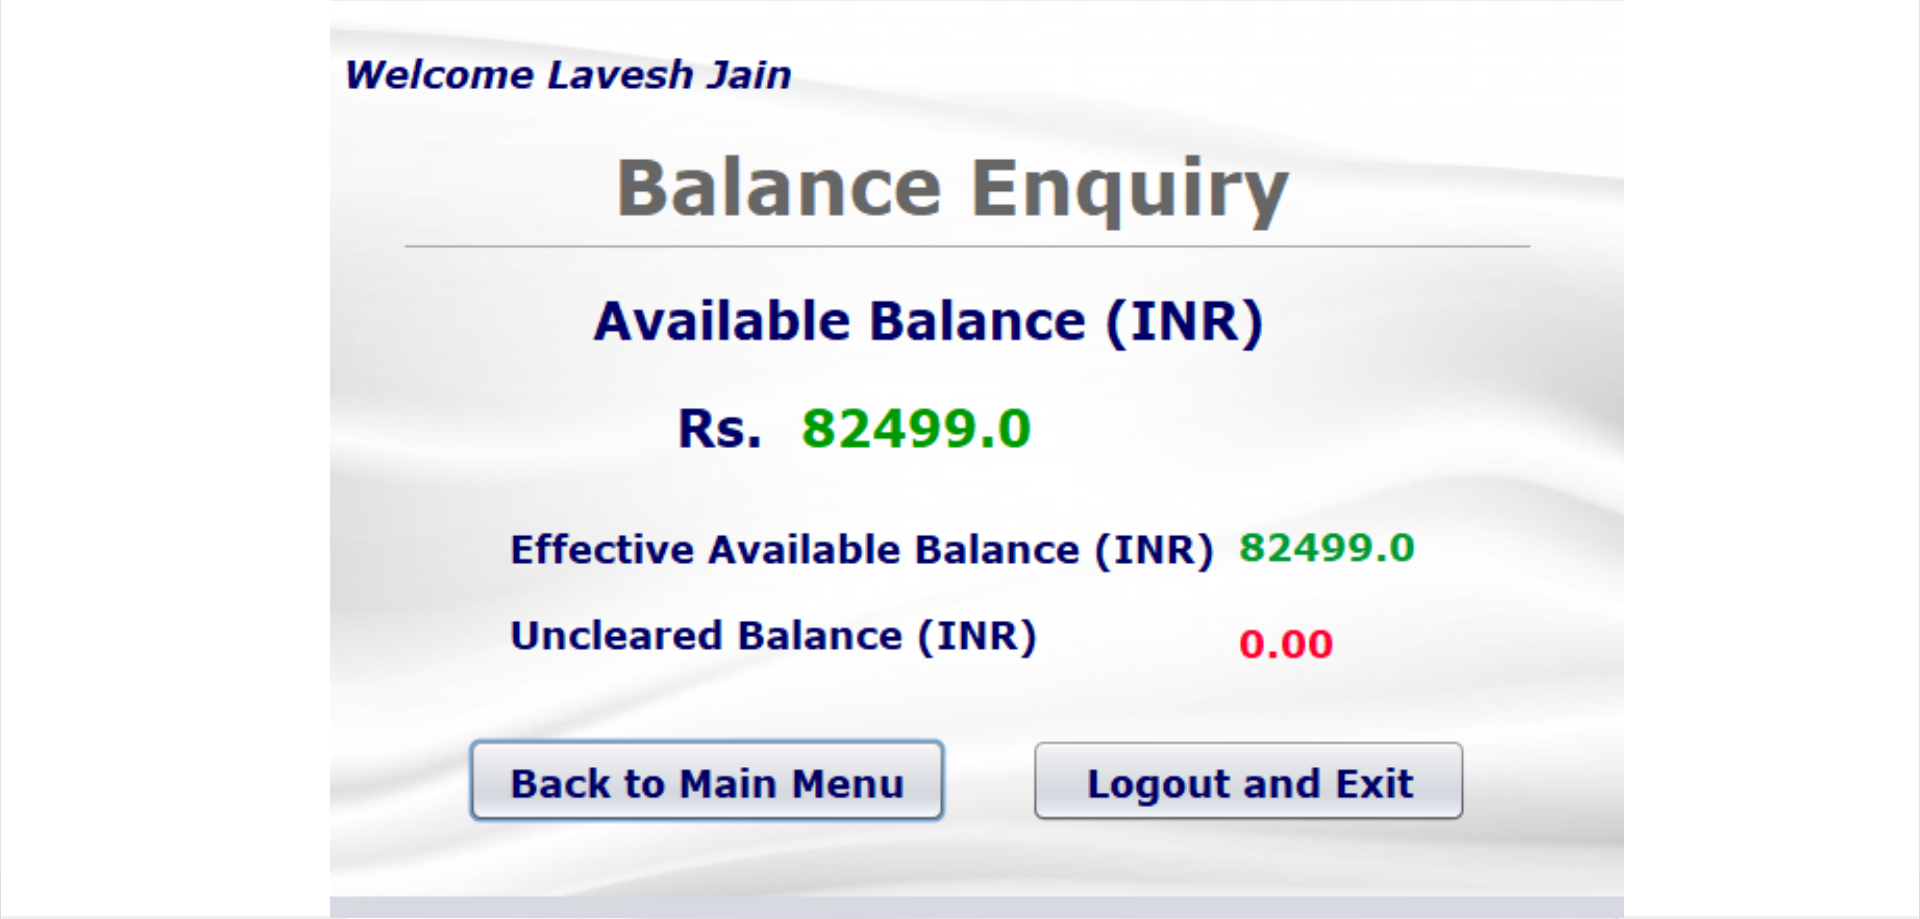 Welcome Lavesh Jain
Balance Enquiry
Available Balance (INR)
Rs. 82499.0
Effective Available Balance (INR) 82499.0
Uncleared Balance (INR) 0.00
Back to Main Menu Logout and Exit